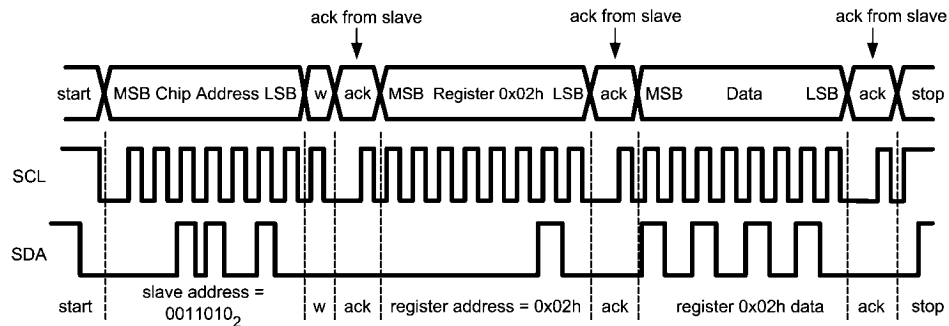 ack from slave ack from slave ack from slave
start MSB Chip Address LSB w ack MSB Register 0x02h LSB ack MSB Data LSB ack stop
SCL
SDA
start slave address = 0011010₂ w ack register address = 0x02h ack register 0x02h data ack stop